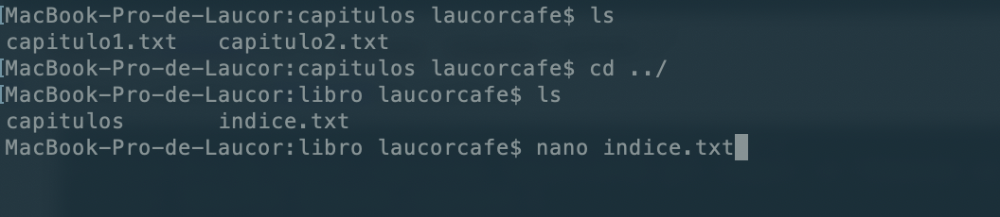 [MacBook-Pro-de-Laucor:capitulos laucorcafe$ ls
capitulo1.txt   capitulo2.txt
[MacBook-Pro-de-Laucor:capitulos laucorcafe$ cd ../
[MacBook-Pro-de-Laucor:libro laucorcafe$ ls
capitulos       indice.txt
MacBook-Pro-de-Laucor:libro laucorcafe$ nano indice.txt